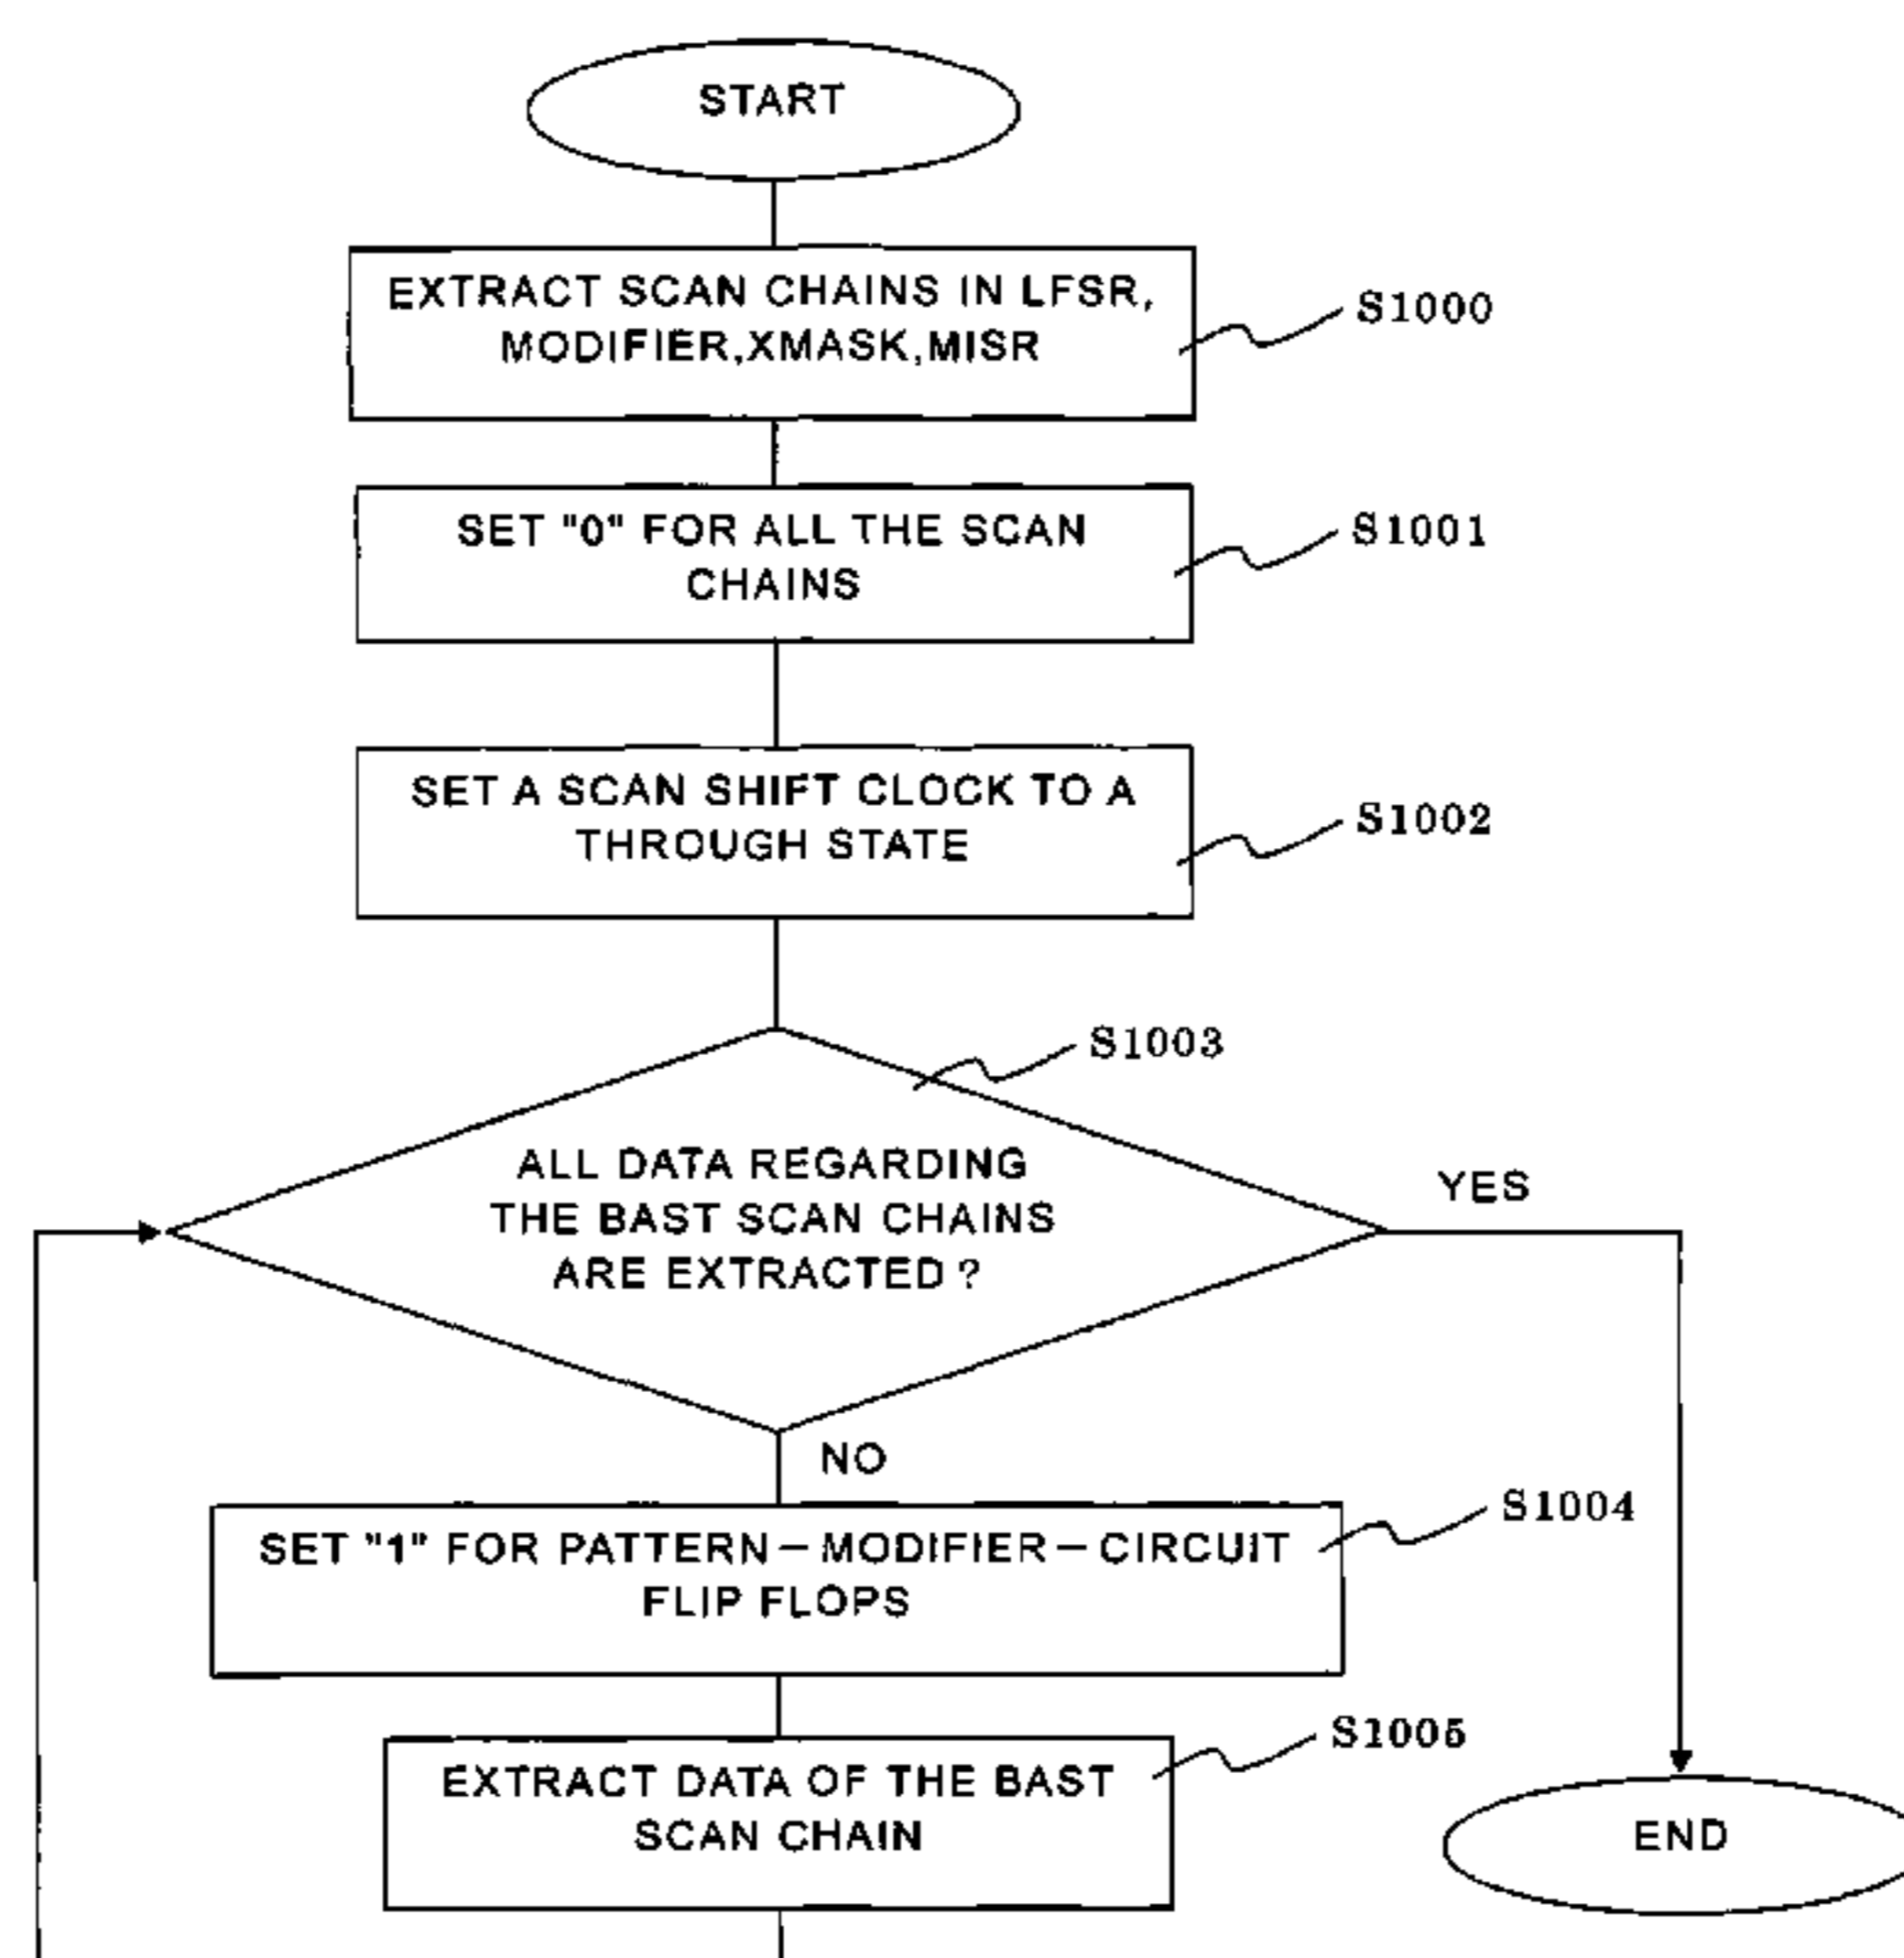 START
EXTRACT SCAN CHAINS IN LFSR,
MODIFIER,XMASK,MISR
S1000
SET "0" FOR ALL THE SCAN
CHAINS
S1001
SET A SCAN SHIFT CLOCK TO A
THROUGH STATE
S1002
S1003
ALL DATA REGARDING
THE BAST SCAN CHAINS
ARE EXTRACTED ?
YES
NO
S1004
SET "1" FOR PATTERN–MODIFIER–CIRCUIT
FLIP FLOPS
S1005
EXTRACT DATA OF THE BAST
SCAN CHAIN
END